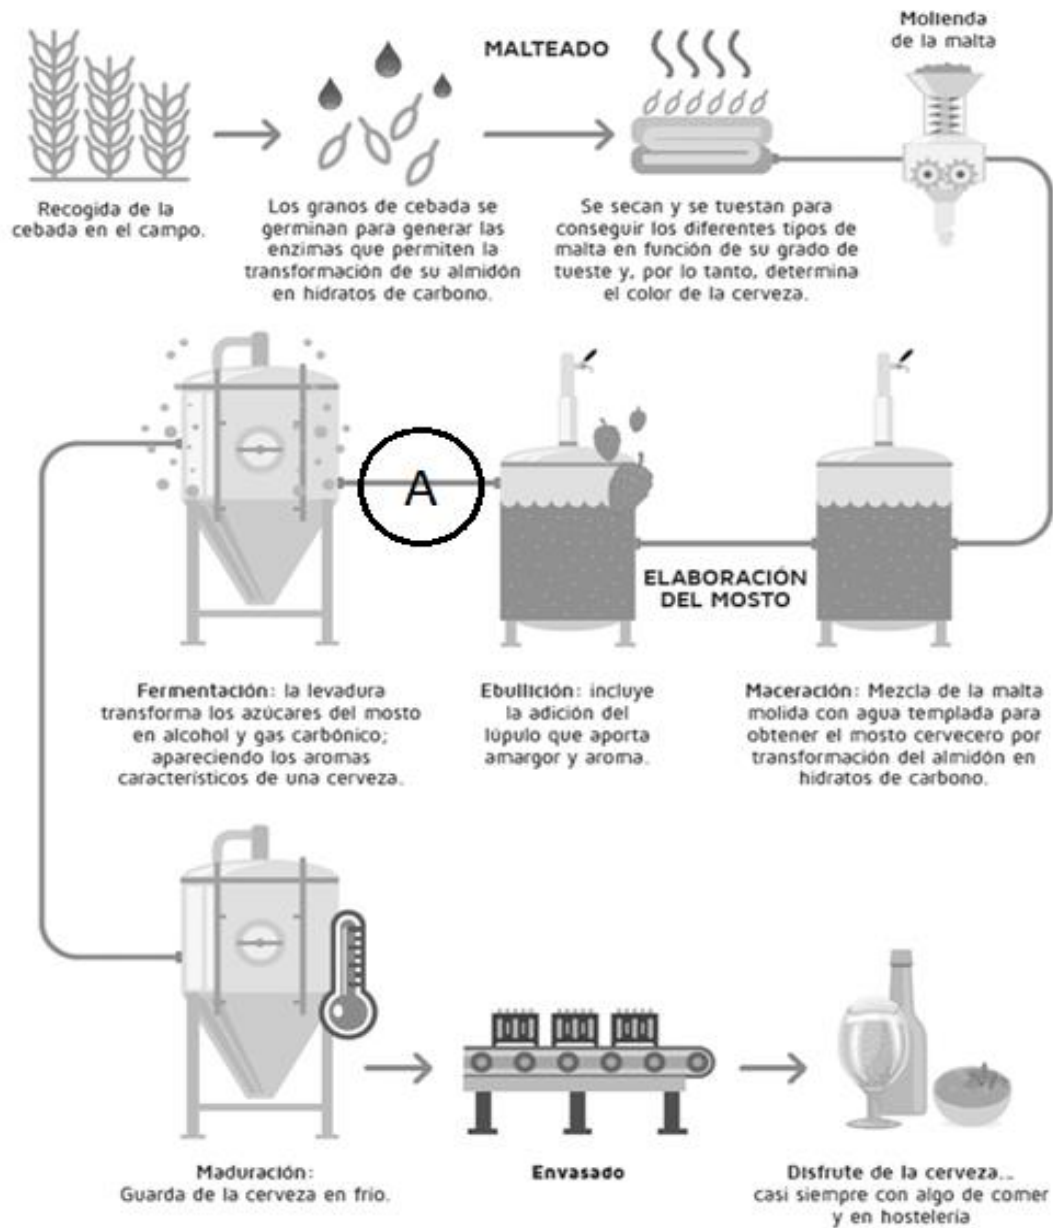 MALTEADO
Molienda
de la malta
Recogida de la
cebada en el campo.
Los granos de cebada se
germinan para generar las
enzimas que permiten la
transformación de su almidón
en hidratos de carbono.
Se secan y se tuestan para
conseguir los diferentes tipos de
malta en función de su grado de
tueste y, por lo tanto, determina
el color de la cerveza.
A
ELABORACIÓN
DEL MOSTO
Fermentación: la levadura
transforma los azúcares del mosto
en alcohol y gas carbónico;
apareciendo los aromas
característicos de una cerveza.
Ebullición: incluye
la adición del
lúpulo que aporta
amargor y aroma.
Maceración: Mezcla de la malta
molida con agua templada para
obtener el mosto cervecero por
transformación del almidón en
hidratos de carbono.
Maduración:
Guarda de la cerveza en frío.
Envasado
Disfrute de la cerveza...
casi siempre con algo de comer
y en hostelería